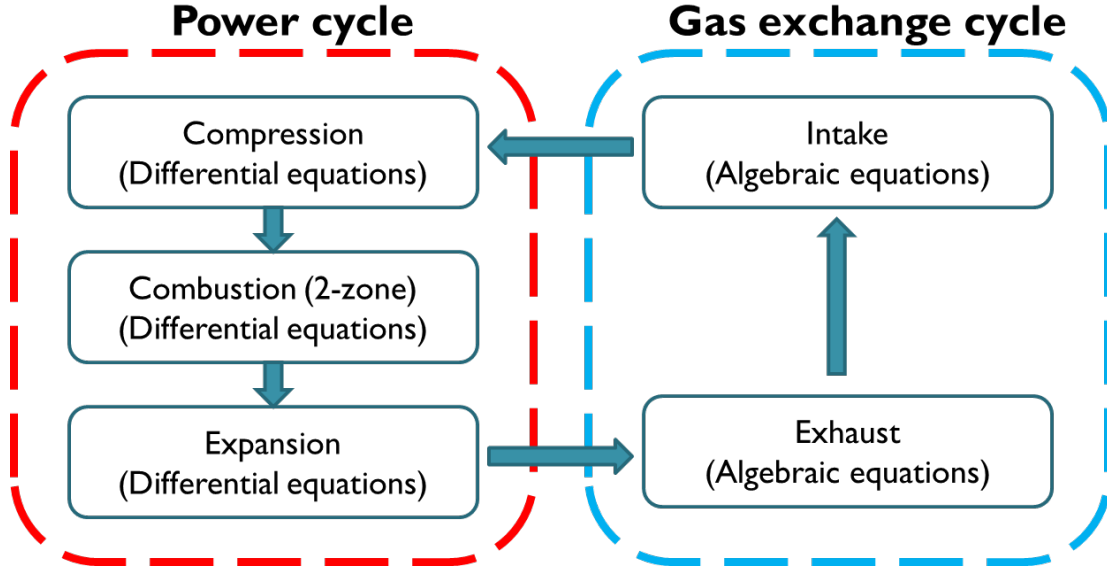 Power cycle
Compression
(Differential equations)
Combustion (2-zone)
(Differential equations)
Expansion
(Differential equations)
Gas exchange cycle
Intake
(Algebraic equations)
Exhaust
(Algebraic equations)